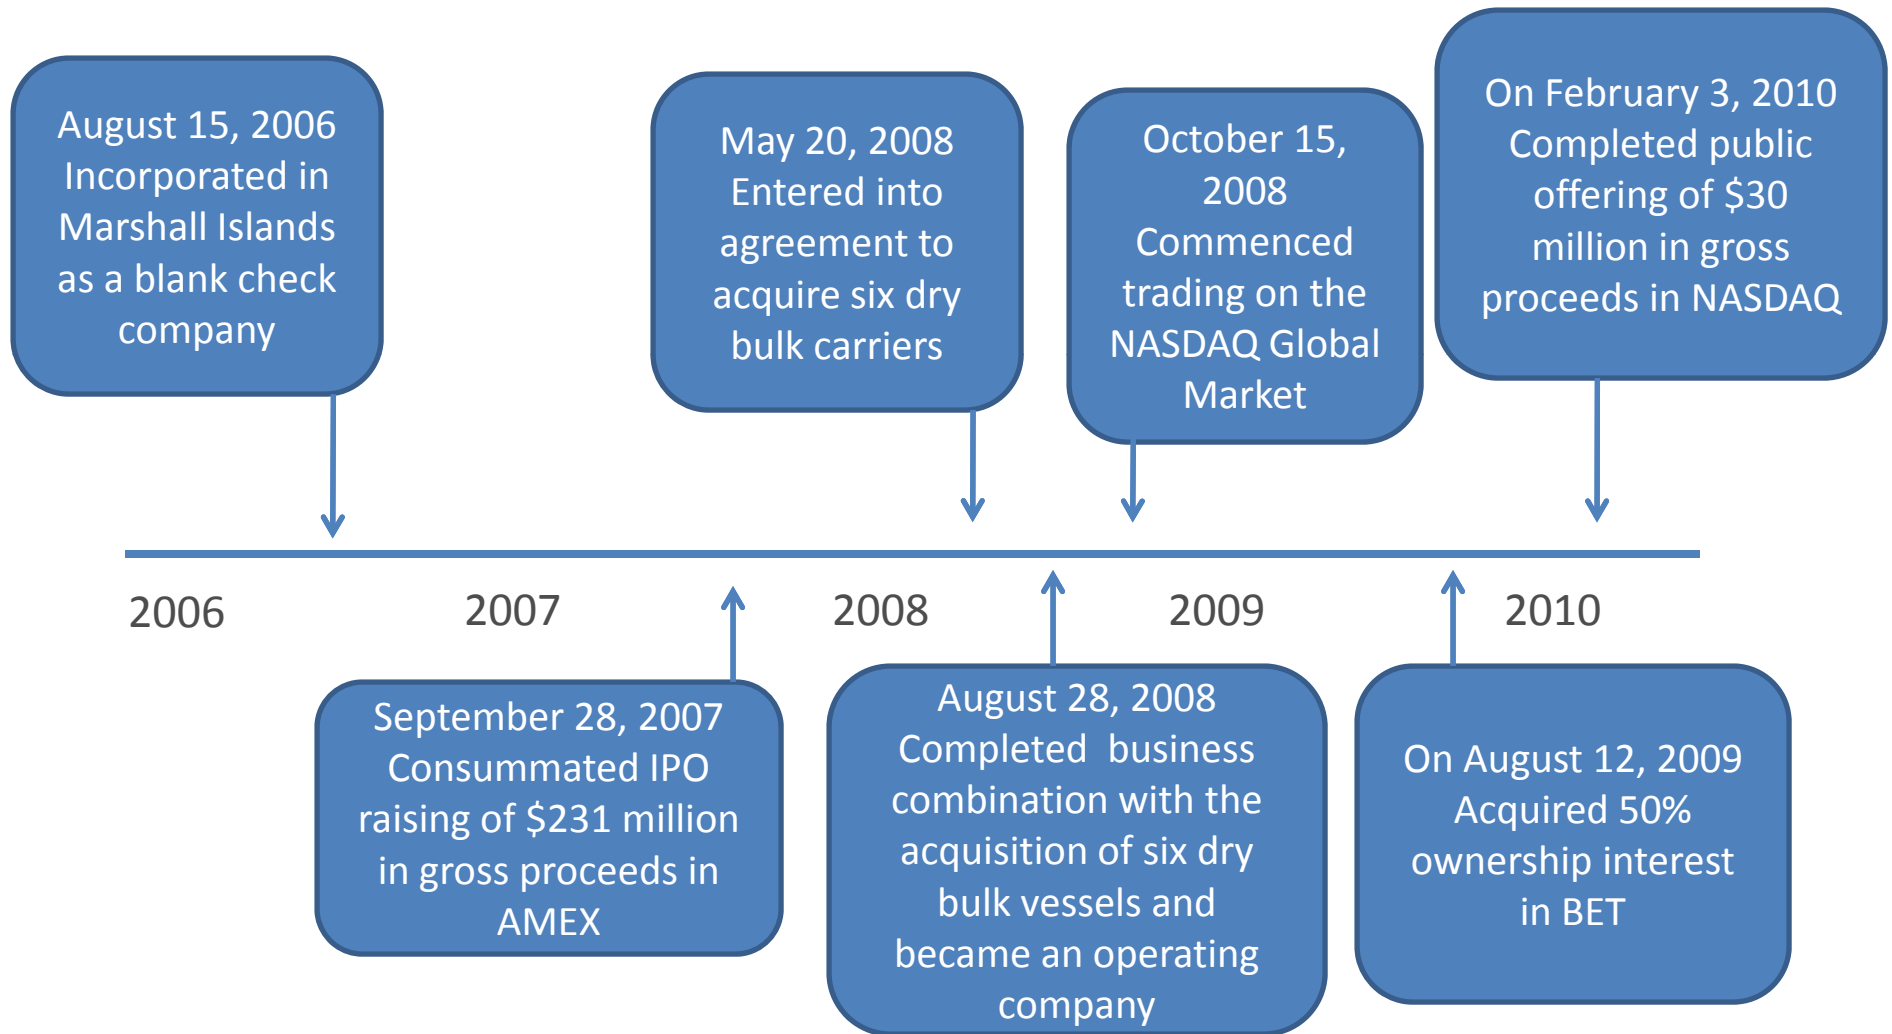 August 15, 2006
Incorporated in
Marshall Islands
as a blank check
company
May 20, 2008
Entered into
agreement to
acquire six dry
bulk carriers
October 15,
2008
Commenced
trading on the
NASDAQ Global
Market
On February 3, 2010
Completed public
offering of $30
million in gross
proceeds in NASDAQ
2006
2007
2008
2009
2010
September 28, 2007
Consummated IPO
raising of $231 million
in gross proceeds in
AMEX
August 28, 2008
Completed business
combination with the
acquisition of six dry
bulk vessels and
became an operating
company
On August 12, 2009
Acquired 50%
ownership interest
in BET